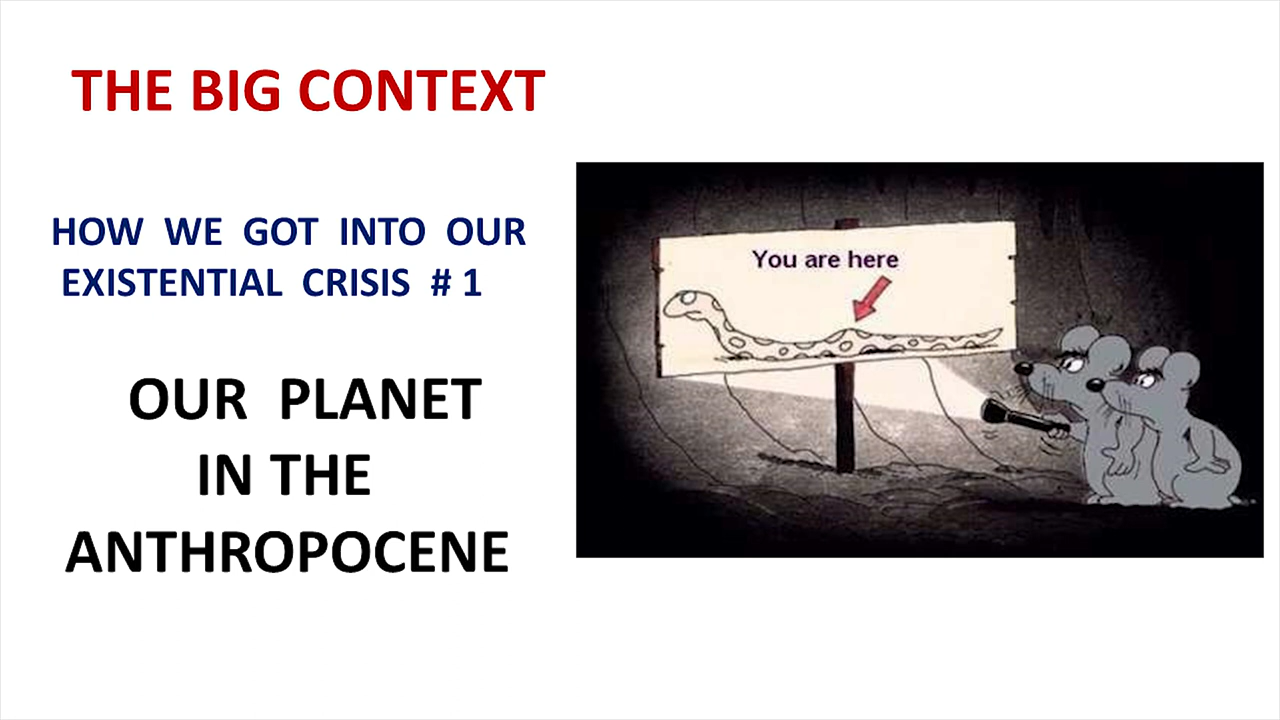 THE BIG CONTEXT
HOW WE GOT INTO OUR
EXISTENTIAL CRISIS # 1
OUR PLANET
IN THE
ANTHROPOCENE
You are here